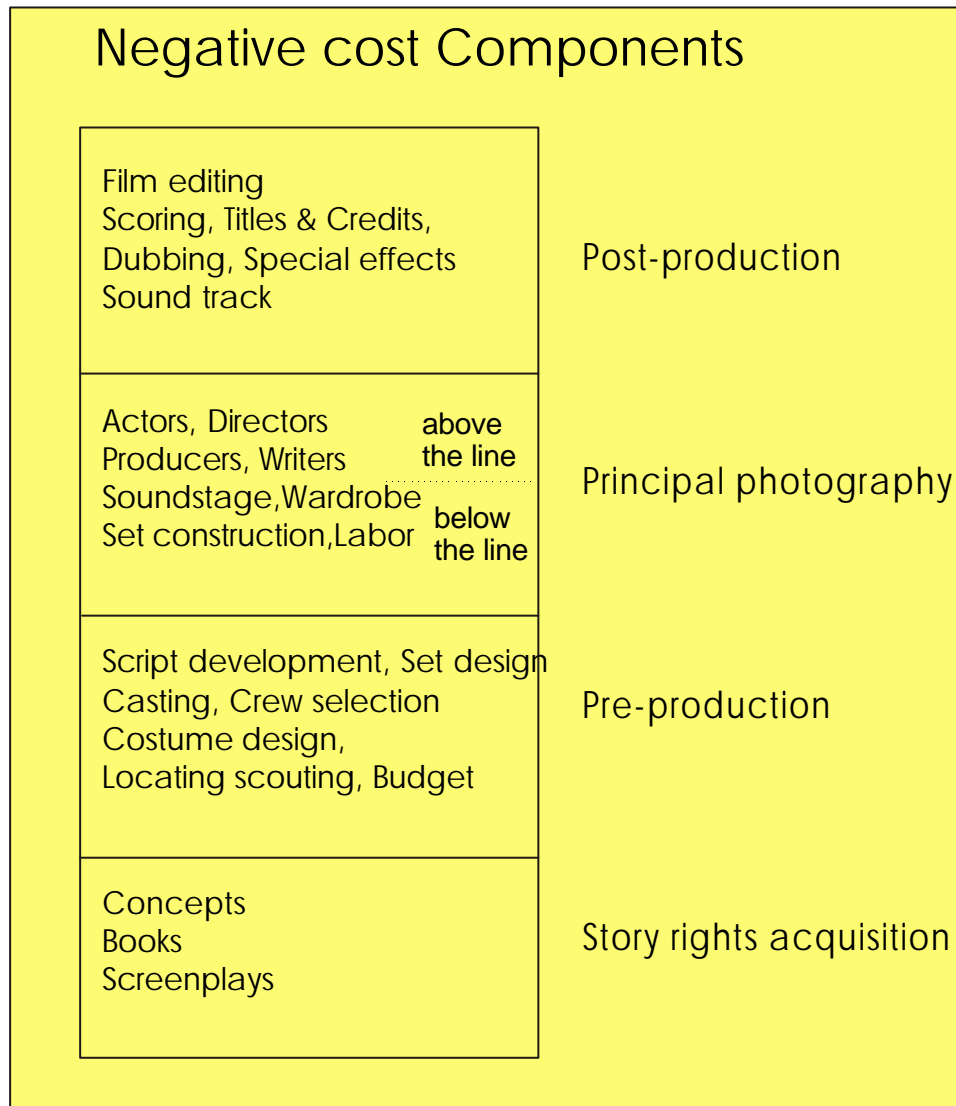 Negative cost Components
Film editing
Scoring, Titles & Credits,
Dubbing, Special effects
Sound track
Post-production
Actors, Directors
Producers, Writers
Soundstage,Wardrobe
Set construction,Labor
above
the line
below
the line
Principal photography
Script development, Set design
Casting, Crew selection
Costume design,
Locating scouting, Budget
Pre-production
Concepts
Books
Screenplays
Story rights acquisition